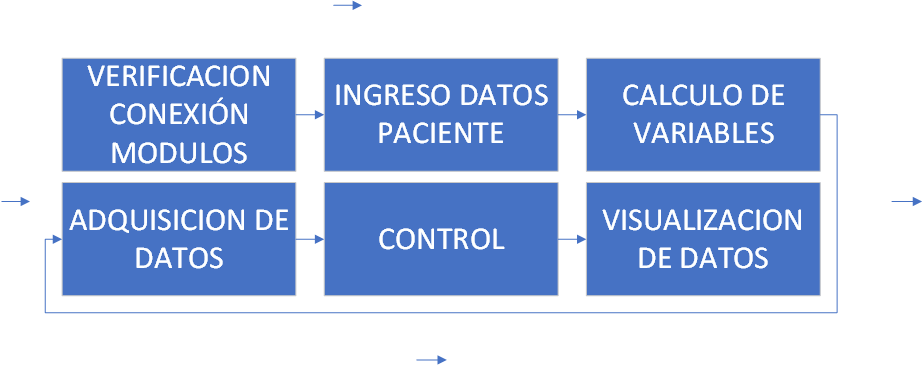 VERIFICACION
CONEXIÓN
MODULOS
INGRESO DATOS
PACIENTE
CALCULO DE
VARIABLES
ADQUISICION DE
DATOS
CONTROL
VISUALIZACION
DE DATOS